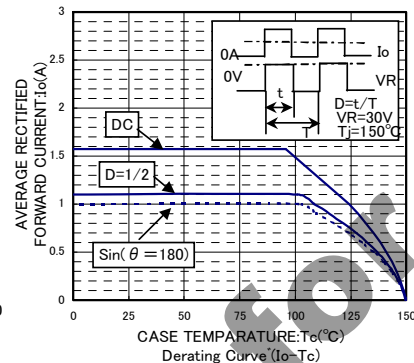 AVERAGE RECTIFIED
FORWARD CURRENT:Io(A)
3
2.5
2
1.5
1
0.5
0
0A
0V
Io
VR
t
T
D=t/T
VR=30V
Tj=150°C
DC
D=1/2
Sin(θ=180)
0 25 50 75 100 125 150
CASE TEMPARATURE:Tc(°C)
Derating Curve"(Io-Tc)
for